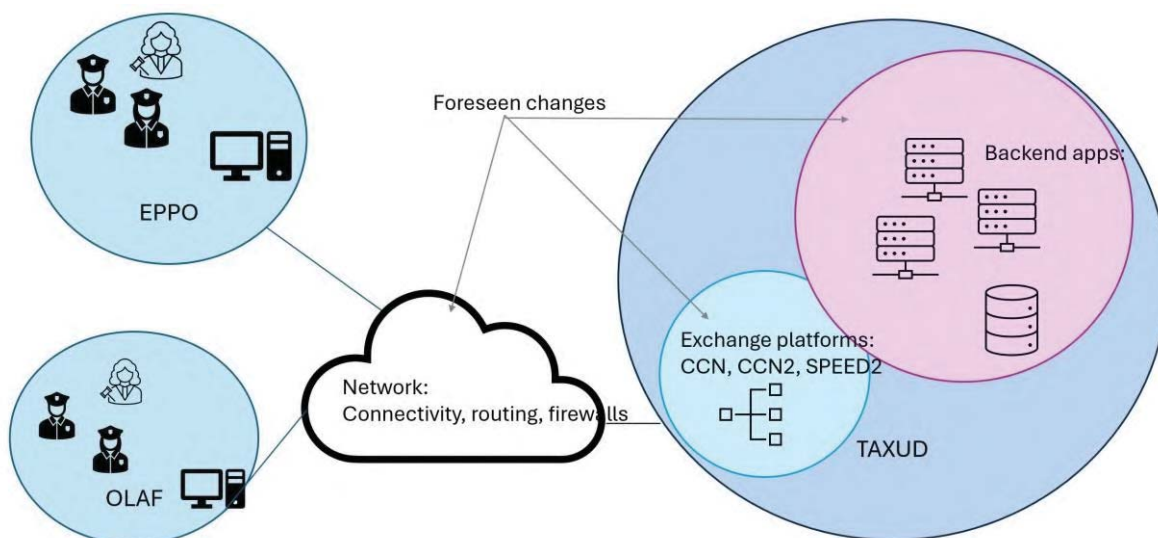 EPPO
Foreseen changes
Backend apps:
Exchange platforms:
CCN, CCN2, SPEED2
Network:
Connectivity, routing, firewalls
OLAF
TAXUD